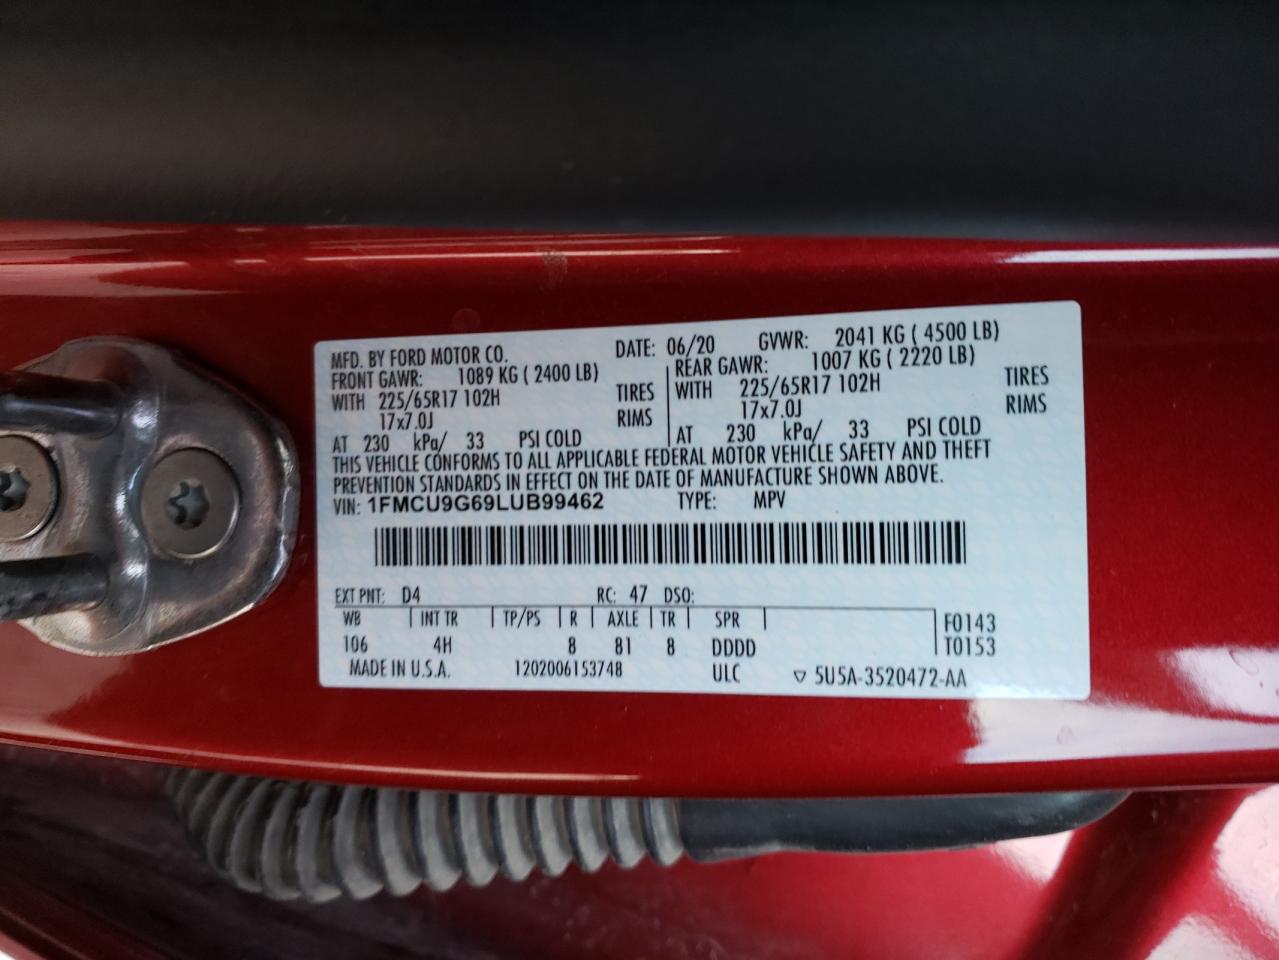 MFD. BY FORD MOTOR CO. DATE: 06/20 GVWR: 2041 KG ( 4500 LB)
FRONT GAWR: 1089 KG ( 2400 LB) REAR GAWR: 1007 KG ( 2220 LB)
WITH 225/65R17 102H TIRES WITH 225/65R17 102H TIRES
17x7.0J RIMS 17x7.0J RIMS
AT 230 kPa/ 33 PSI COLD AT 230 kPa/ 33 PSI COLD
THIS VEHICLE CONFORMS TO ALL APPLICABLE FEDERAL MOTOR VEHICLE SAFETY AND THEFT
PREVENTION STANDARDS IN EFFECT ON THE DATE OF MANUFACTURE SHOWN ABOVE.
VIN: 1FMCU9G69LUB99462 TYPE: MPV
EXT PNT: D4 RC: 47 DSO:
WB INT TR TP/PS R AXLE TR SPR F0143
106 4H 8 81 8 DDDD T0153
MADE IN U.S.A. 1202006153748 ULC ▽ 5U5A-3520472-AA